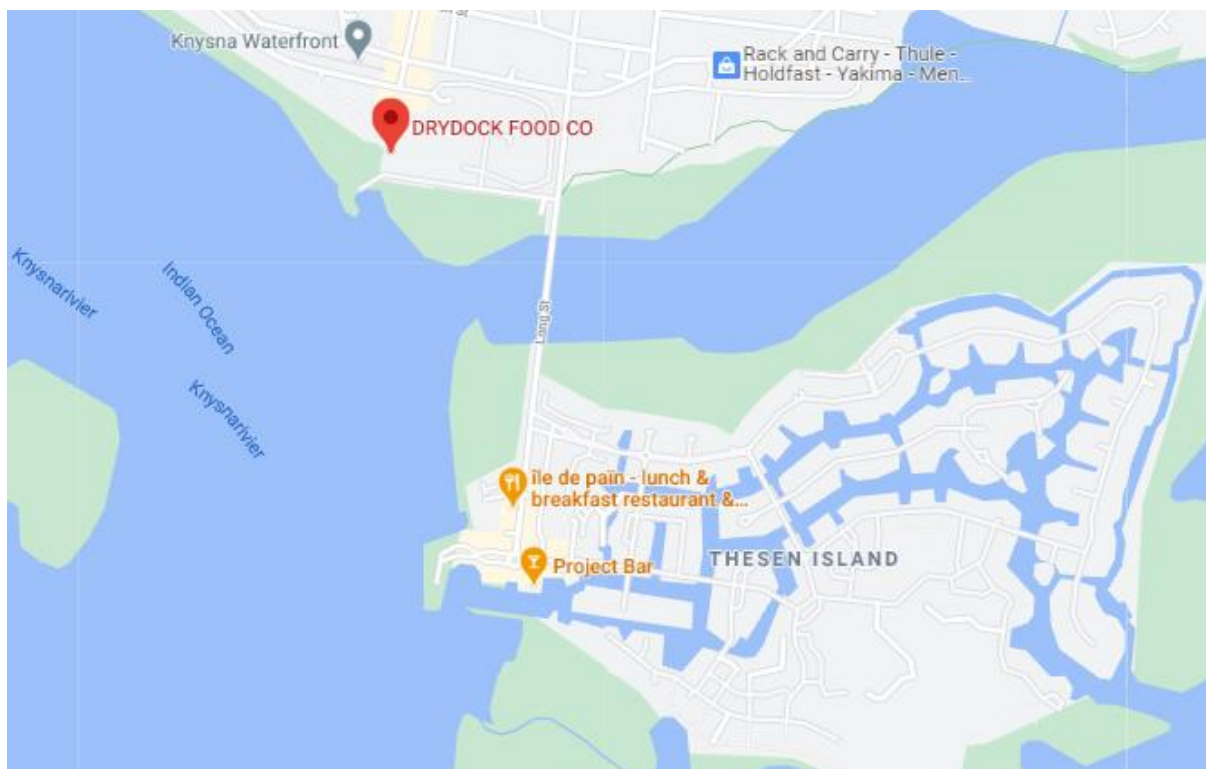 Knysna Waterfront
Rack and Carry - Thule -
Holdfast - Yakima - Men...
DRYDOCK FOOD CO
Knysnarivier
Indian Ocean
Long St
Knysnarivier
île de païn - lunch &
breakfast restaurant &...
THESEN ISLAND
Project Bar